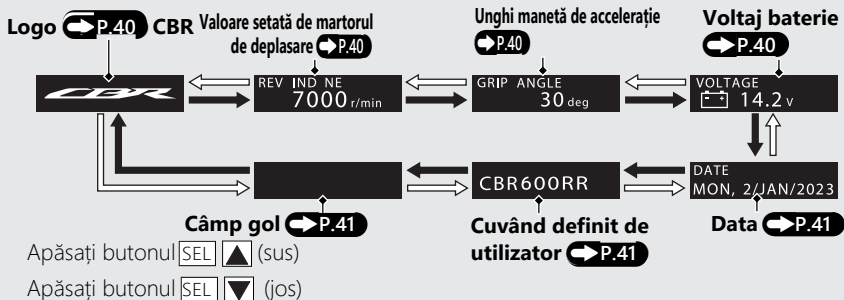 Logo P.40 CBR
Valoare setată de martorul
de deplasare P.40
Unghi manetă de accelerație
P.40
Voltaj baterie
P.40
CBR
REV IND NE
7000 r/min
GRIP ANGLE
30 deg
VOLTAGE
14.2 v
CBR600RR
DATE
MON, 2/JAN/2023
Câmp gol P.41
Cuvând definit de
utilizator P.41
Data P.41
Apăsați butonul SEL ▲ (sus)
Apăsați butonul SEL ▼ (jos)